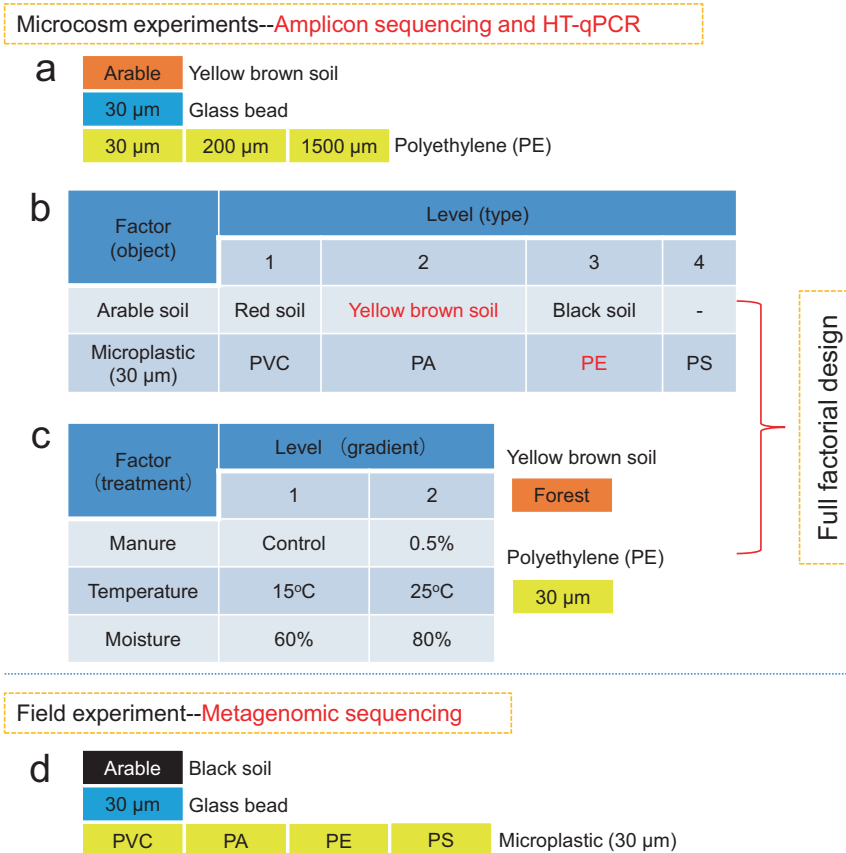 Microcosm experiments--Amplicon sequencing and HT-qPCR
a
Arable Yellow brown soil
30 µm Glass bead
30 µm 200 µm 1500 µm Polyethylene (PE)
b
Factor
(object)
Level (type)
1 2 3 4
Arable soil Red soil Yellow brown soil Black soil -
Microplastic
(30 µm)
PVC PA PE PS
Full factorial design
c
Factor
（treatment）
Level （gradient）
1 2
Manure Control 0.5%
Temperature 15°C 25°C
Moisture 60% 80%
Yellow brown soil
Forest
Polyethylene (PE)
30 µm
Field experiment--Metagenomic sequencing
d
Arable Black soil
30 µm Glass bead
PVC PA PE PS Microplastic (30 µm)